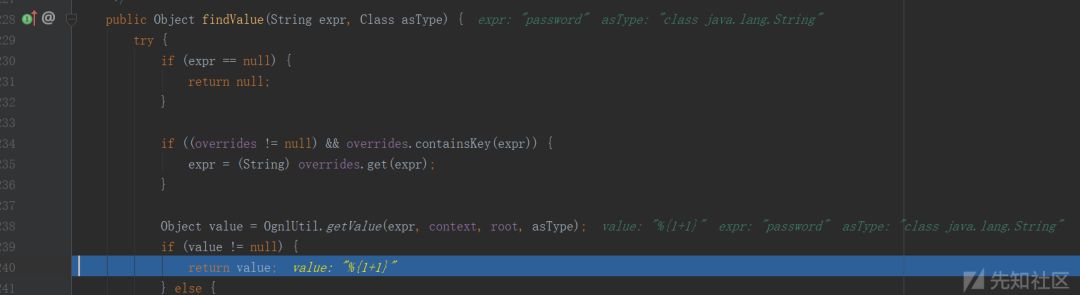 228 public Object findValue(String expr, Class asType) { expr: "password" asType: "class java.lang.String"
229 try {
230 if (expr == null) {
231 return null;
232 }
233
234 if ((overrides != null) && overrides.containsKey(expr)) {
235 expr = (String) overrides.get(expr);
236 }
237
238 Object value = OgnlUtil.getValue(expr, context, root, asType); value: "%{1+1}" expr: "password" asType: "class java.lang.String"
239 if (value != null) {
240 return value; value: "%{1+1}"
241 } else {
先知社区